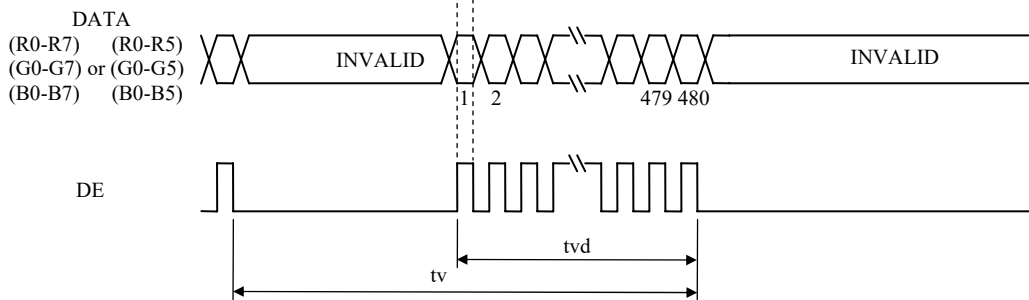 DATA
(R0-R7) (R0-R5)
(G0-G7) or (G0-G5)
(B0-B7) (B0-B5)
INVALID
INVALID
1 2 479 480
DE
tvd
tv